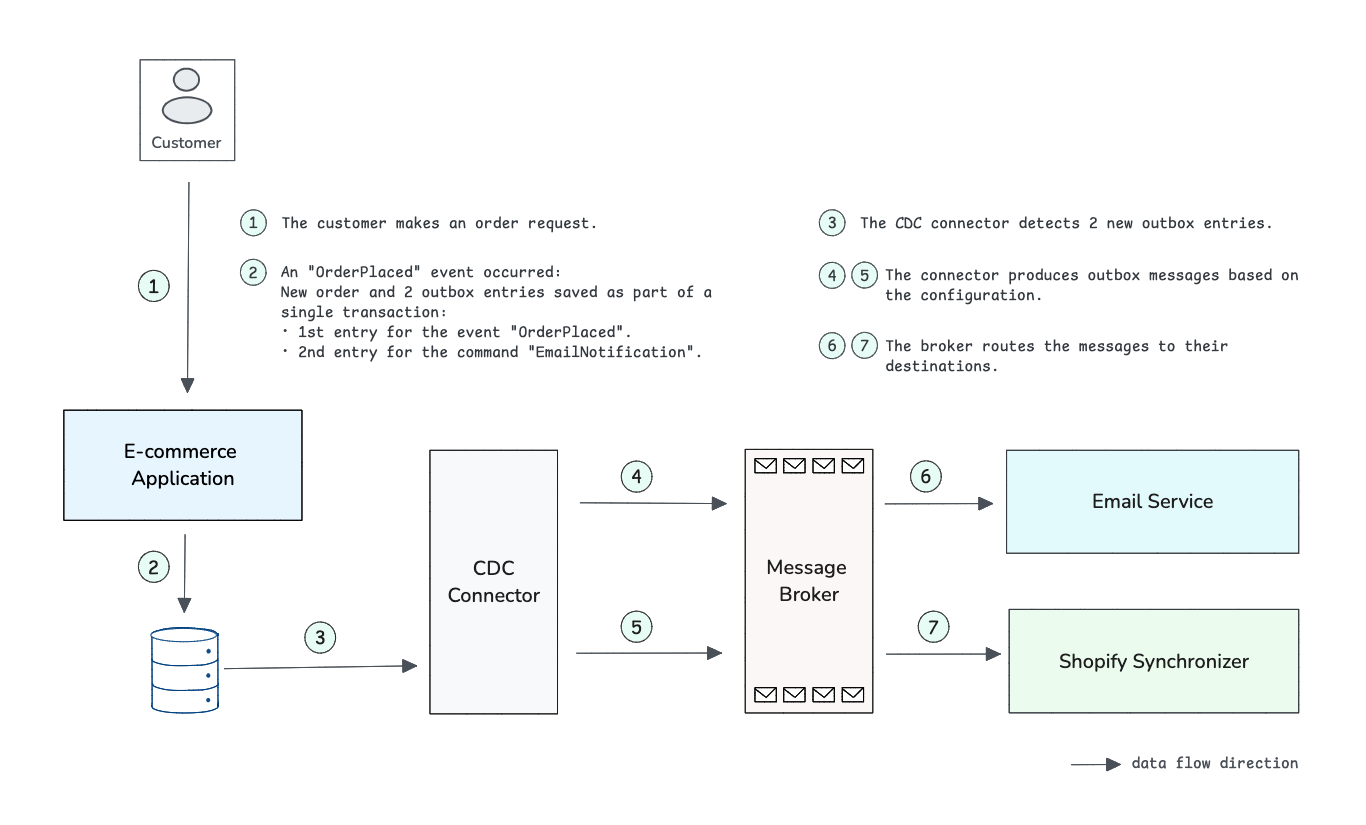 Customer
1 The customer makes an order request.
2 An "OrderPlaced" event occurred:
New order and 2 outbox entries saved as part of a
single transaction:
· 1st entry for the event "OrderPlaced".
· 2nd entry for the command "EmailNotification".
3 The CDC connector detects 2 new outbox entries.
4 5 The connector produces outbox messages based on
the configuration.
6 7 The broker routes the messages to their
destinations.
1
E-commerce
Application
2
3
CDC
Connector
4
5
Message
Broker
6
Email Service
7
Shopify Synchronizer
data flow direction